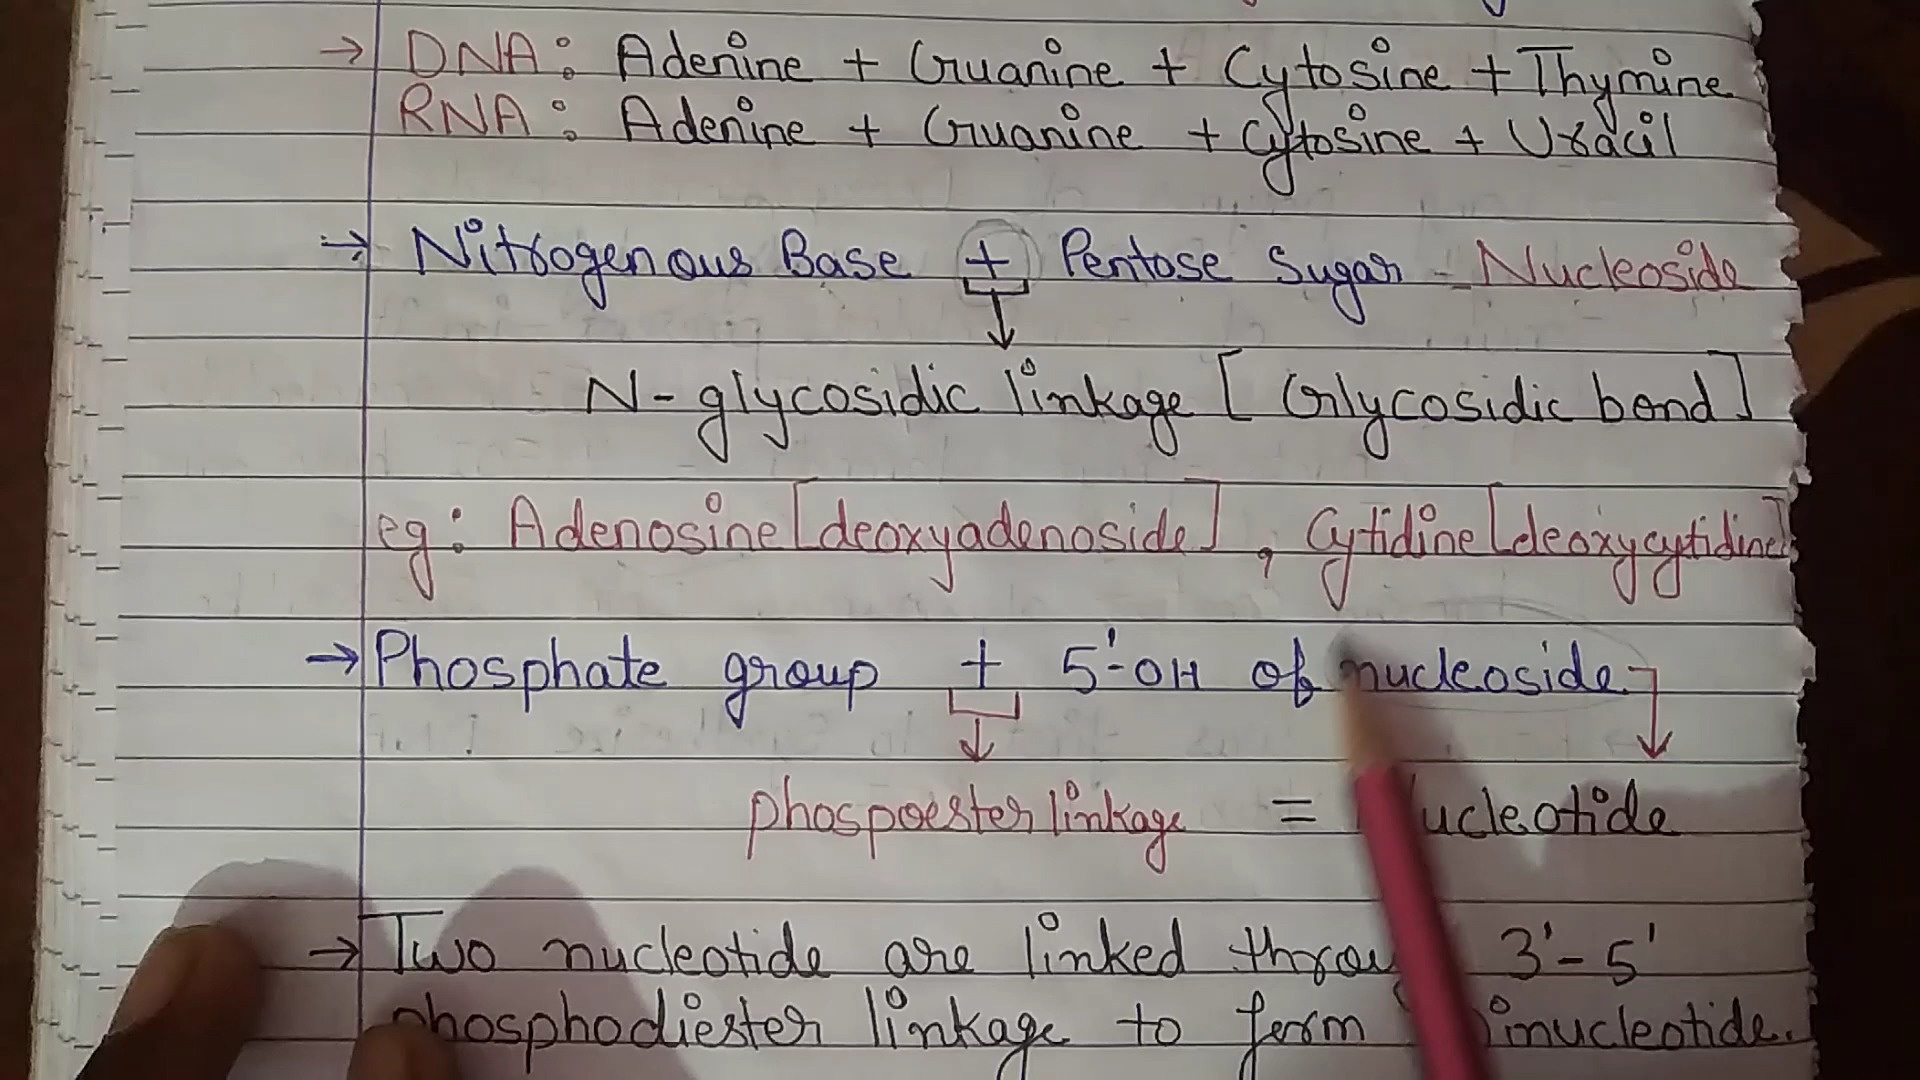 → DNA: Adenine + Guanine + Cytosine + Thymine
RNA: Adenine + Guanine + Cytosine + Uracil
→ Nitrogenous Base + Pentose Sugar - Nucleoside
↓
N-glycosidic linkage [Glycosidic bond]
eg: Adenosine [deoxyadenoside], Cytidine [deoxycytidine]
→ Phosphate group + 5'-OH of nucleoside
↓ ↓
phospoester linkage = ucleotide
→ Two nucleotide are linked throu 3'-5'
phosphodiester linkage to form inucleotide.